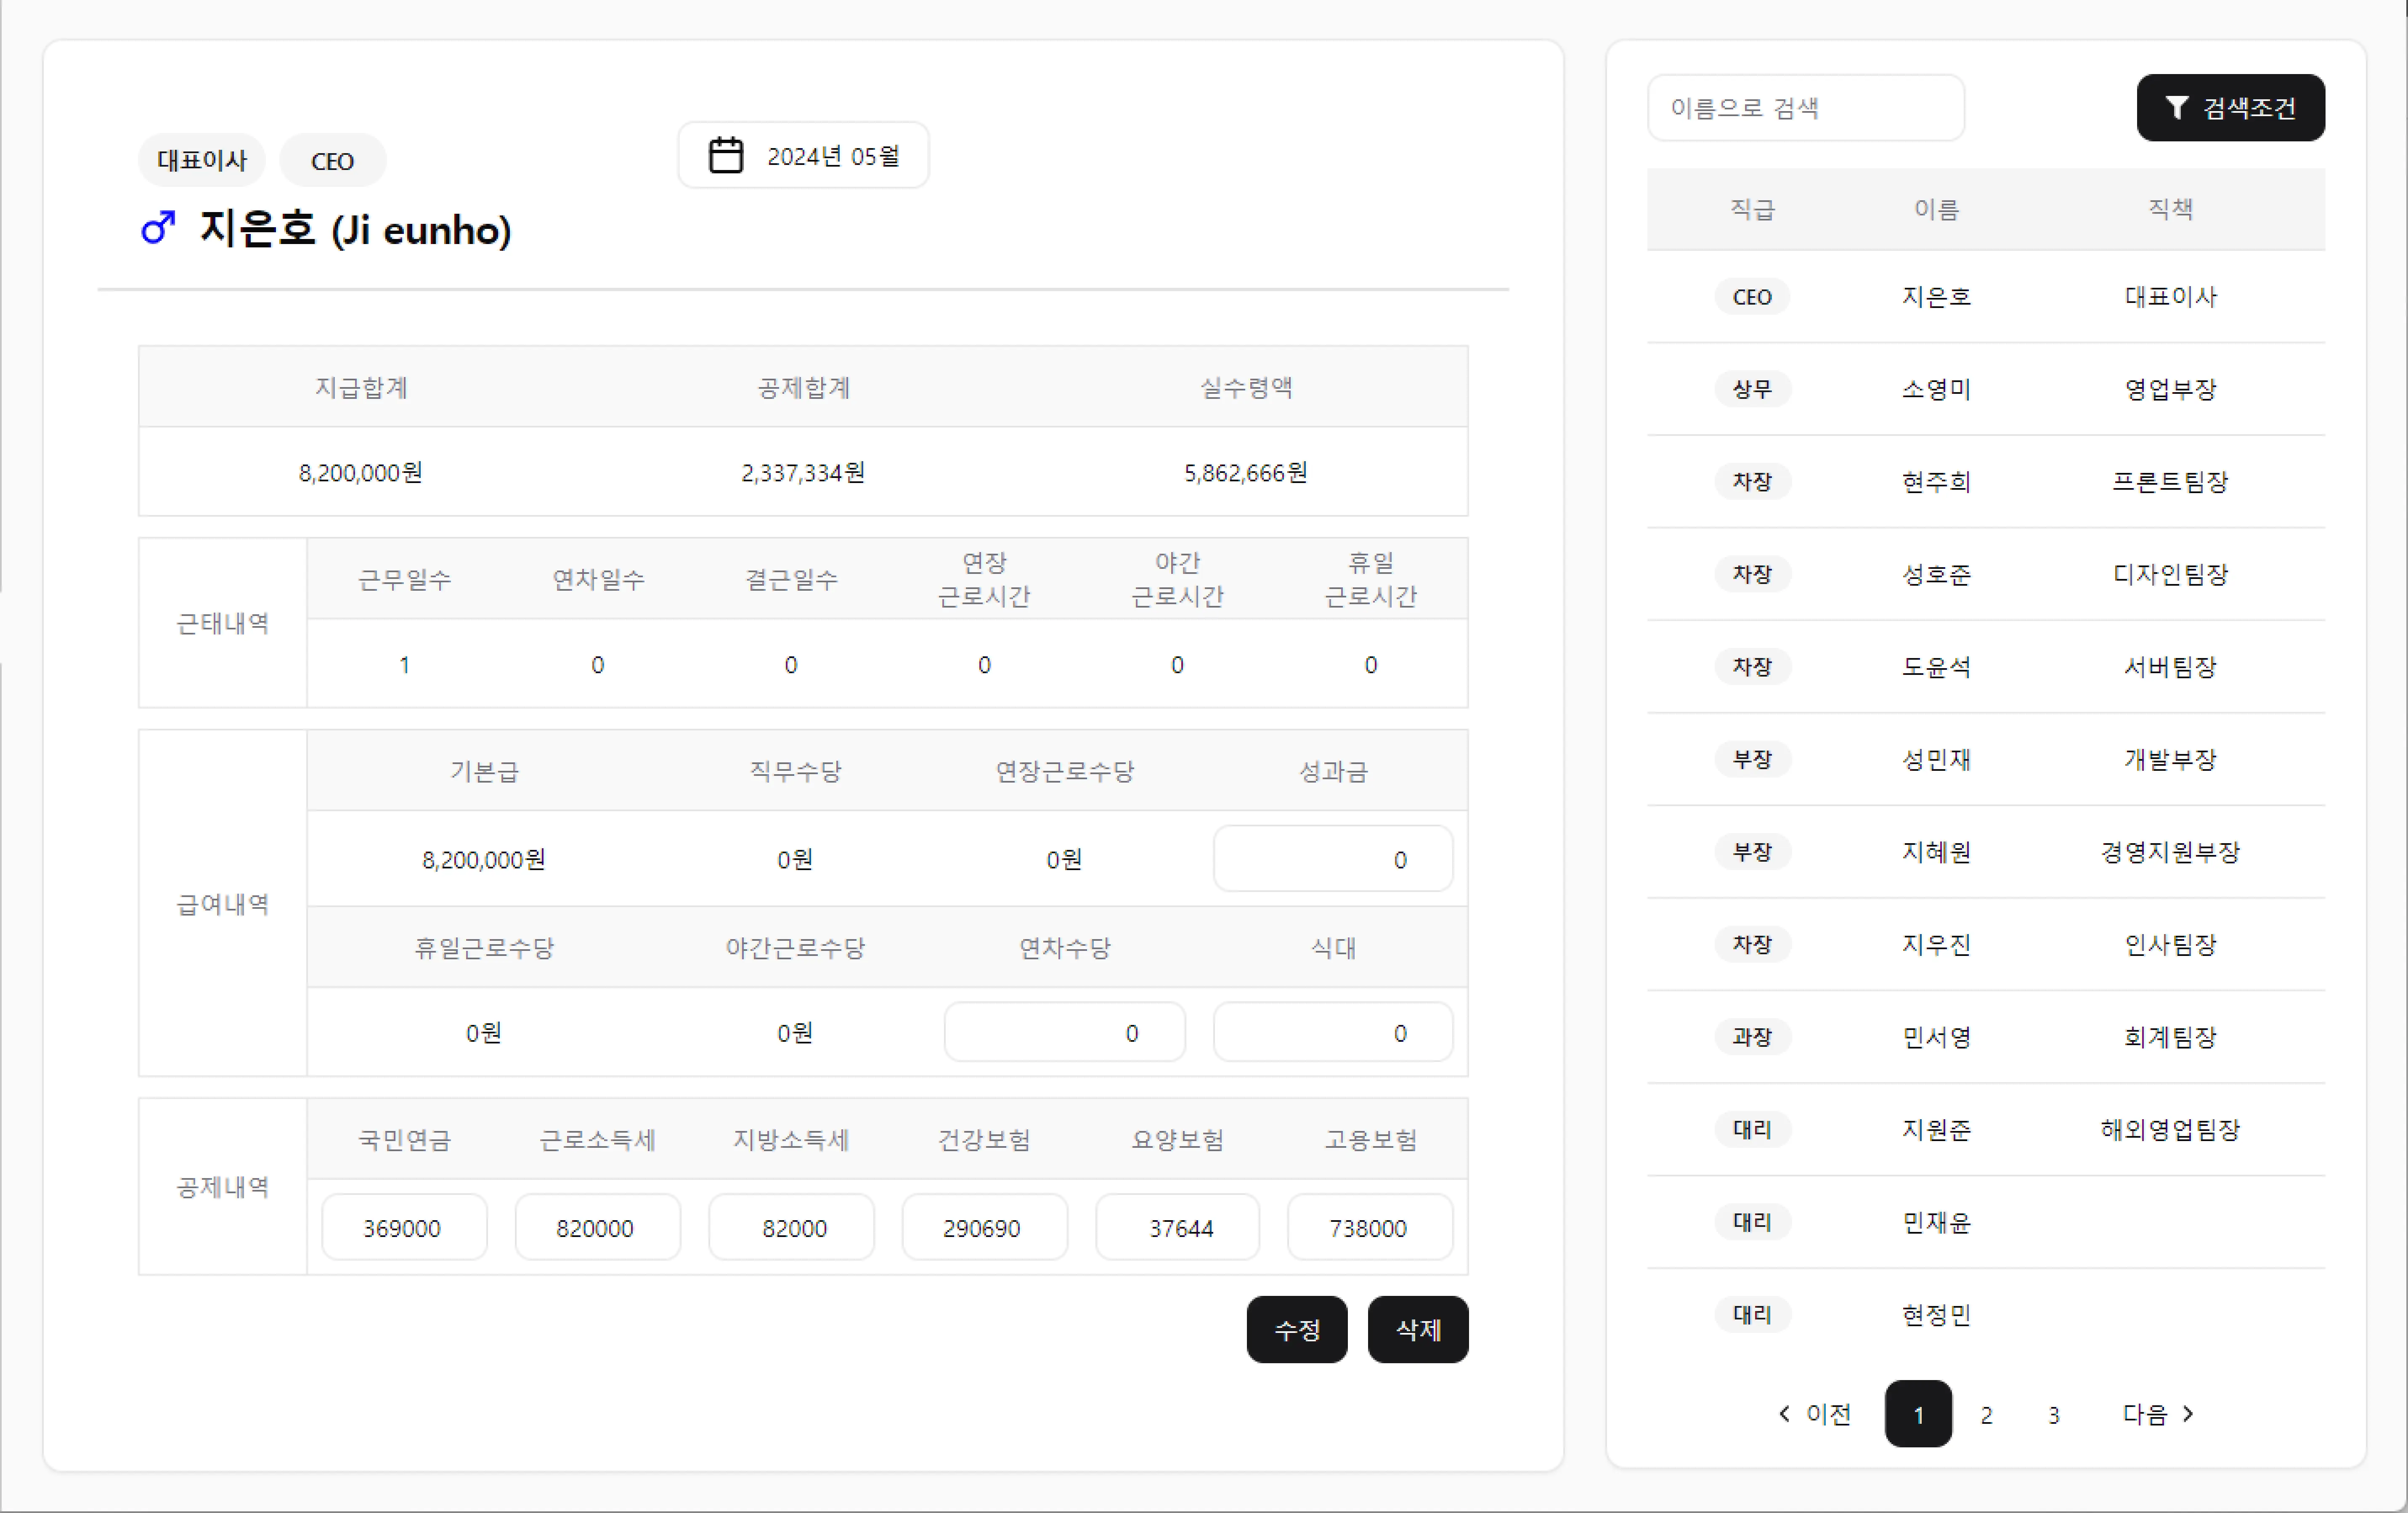 대표이사 CEO
2024년 05월
지은호 (Ji eunho)
지급합계 공제합계 실수령액
8,200,000원 2,337,334원 5,862,666원
근태내역
근무일수 연차일수 결근일수 연장 근로시간 야간 근로시간 휴일 근로시간
1 0 0 0 0 0
급여내역
기본급 직무수당 연장근로수당 성과금
8,200,000원 0원 0원 0
휴일근로수당 야간근로수당 연차수당 식대
0원 0원 0 0
공제내역
국민연금 근로소득세 지방소득세 건강보험 요양보험 고용보험
369000 820000 82000 290690 37644 738000
수정 삭제
이름으로 검색 검색조건
직급 이름 직책
CEO 지은호 대표이사
상무 소영미 영업부장
차장 현주희 프론트팀장
차장 성호준 디자인팀장
차장 도윤석 서버팀장
부장 성민재 개발부장
부장 지혜원 경영지원부장
차장 지우진 인사팀장
과장 민서영 회계팀장
대리 지원준 해외영업팀장
대리 민재윤
대리 현정민
이전 1 2 3 다음